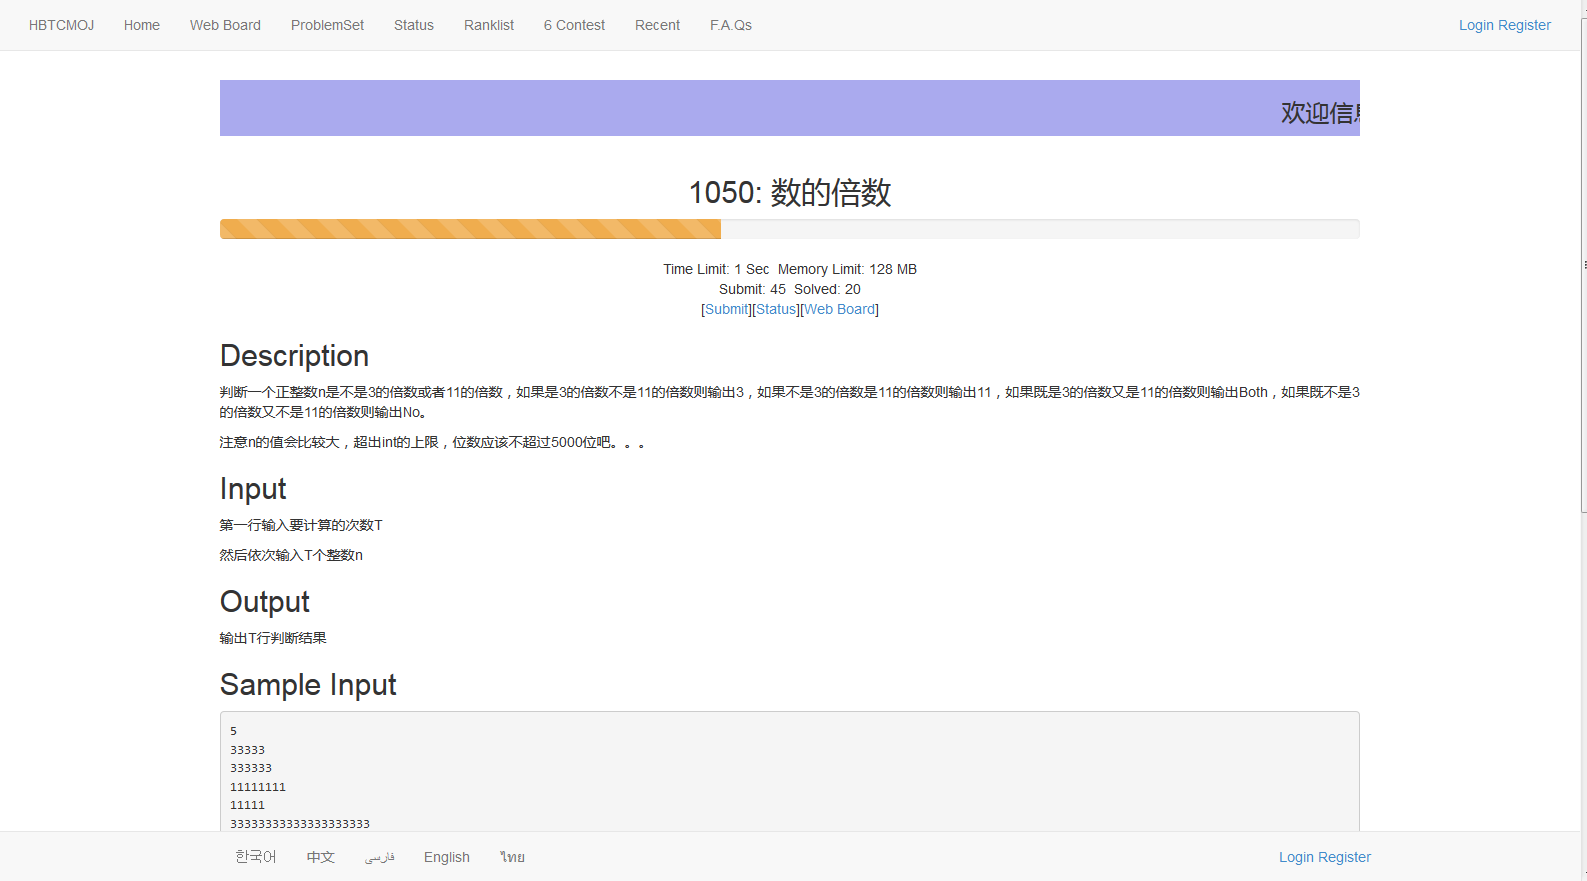 HBTCMOJ Home Web Board ProblemSet Status Ranklist 6 Contest Recent F.A.Qs Login Register
欢迎信息
1050: 数的倍数
Time Limit: 1 Sec Memory Limit: 128 MB
Submit: 45 Solved: 20
[Submit][Status][Web Board]
Description
判断一个正整数n是不是3的倍数或者11的倍数，如果是3的倍数不是11的倍数则输出3，如果不是3的倍数是11的倍数则输出11，如果既是3的倍数又是11的倍数则输出Both，如果既不是3
的倍数又不是11的倍数则输出No。
注意n的值会比较大，超出int的上限，位数应该不超过5000位吧。。。
Input
第一行输入要计算的次数T
然后依次输入T个整数n
Output
输出T行判断结果
Sample Input
5
33333
333333
11111111
11111
33333333333333333333
한국어 中文 فارسی English ไทย Login Register